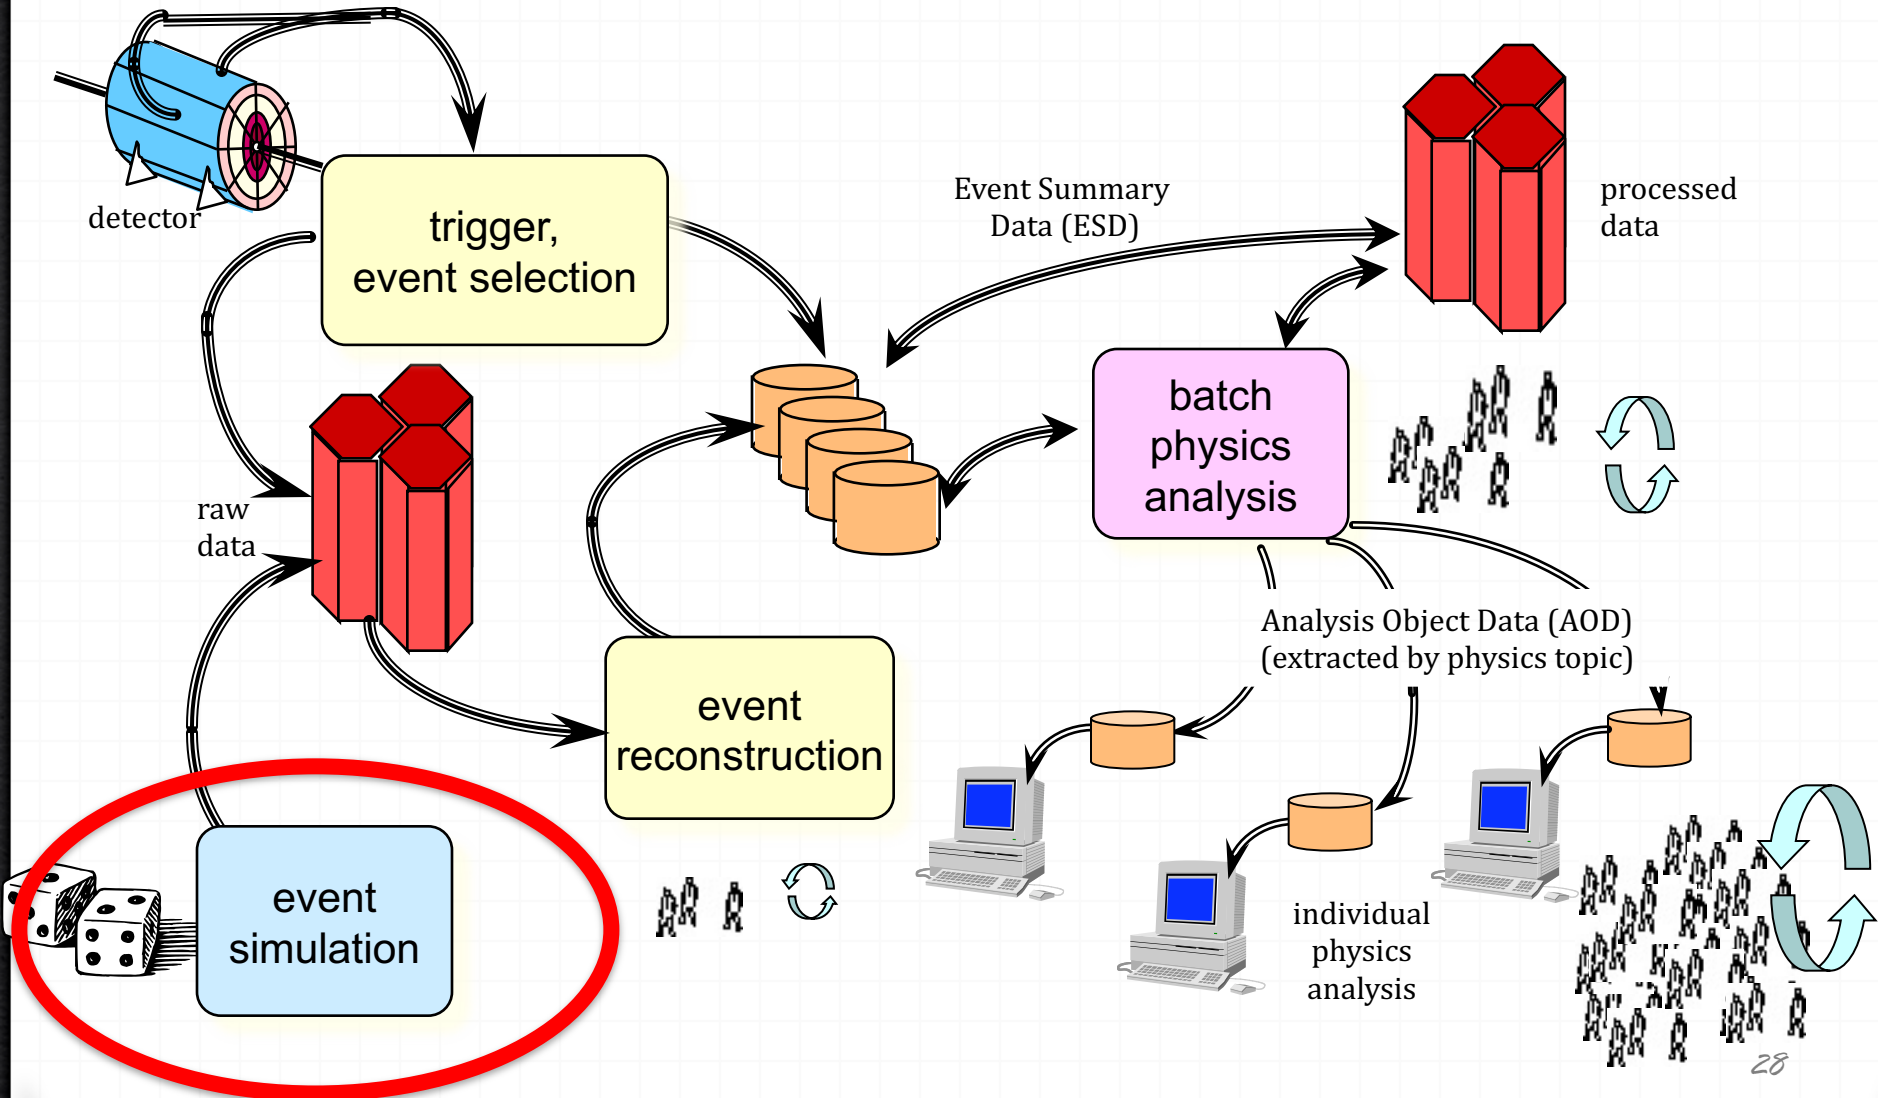 detector
trigger,
event selection
Event Summary
Data (ESD)
processed
data
raw
data
batch
physics
analysis
Analysis Object Data (AOD)
(extracted by physics topic)
event
reconstruction
event
simulation
individual
physics
analysis
28